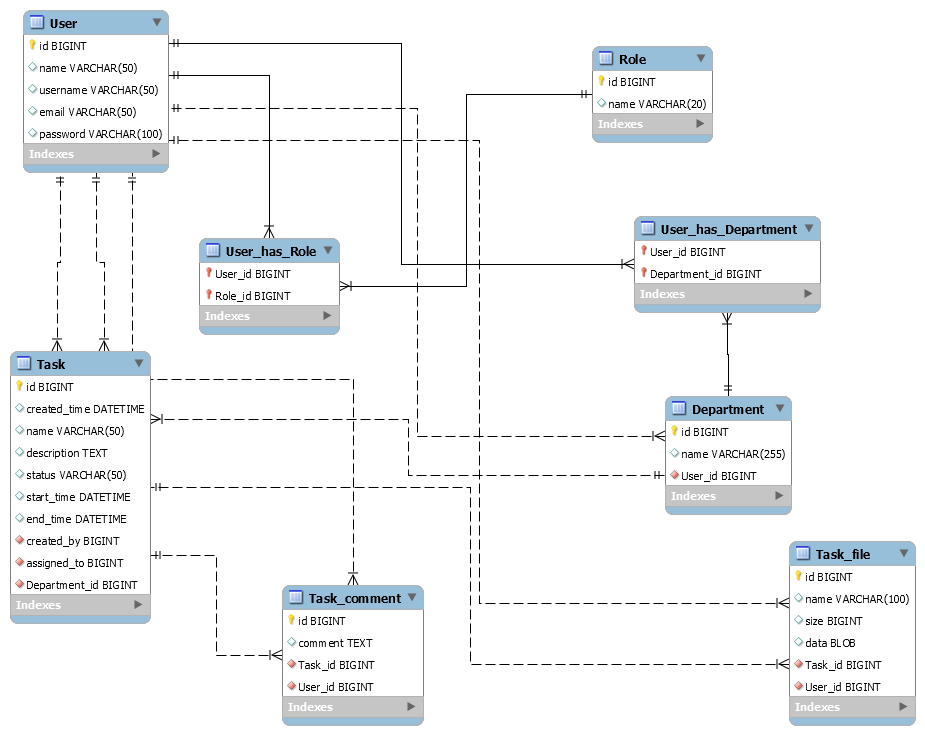 User
id BIGINT
name VARCHAR(50)
username VARCHAR(50)
email VARCHAR(50)
password VARCHAR(100)
Indexes
Role
id BIGINT
name VARCHAR(20)
Indexes
User_has_Role
User_id BIGINT
Role_id BIGINT
Indexes
User_has_Department
User_id BIGINT
Department_id BIGINT
Indexes
Task
id BIGINT
created_time DATETIME
name VARCHAR(50)
description TEXT
status VARCHAR(50)
start_time DATETIME
end_time DATETIME
created_by BIGINT
assigned_to BIGINT
Department_id BIGINT
Indexes
Department
id BIGINT
name VARCHAR(255)
User_id BIGINT
Indexes
Task_comment
id BIGINT
comment TEXT
Task_id BIGINT
User_id BIGINT
Indexes
Task_file
id BIGINT
name VARCHAR(100)
size BIGINT
data BLOB
Task_id BIGINT
User_id BIGINT
Indexes